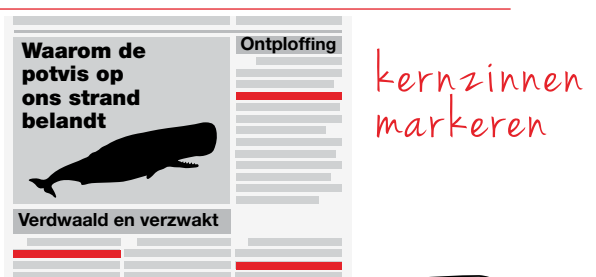 Waarom de
potvis op
ons strand
belandt
Ontploffing
Verdwaald en verzwakt
kernzinnen
markeren